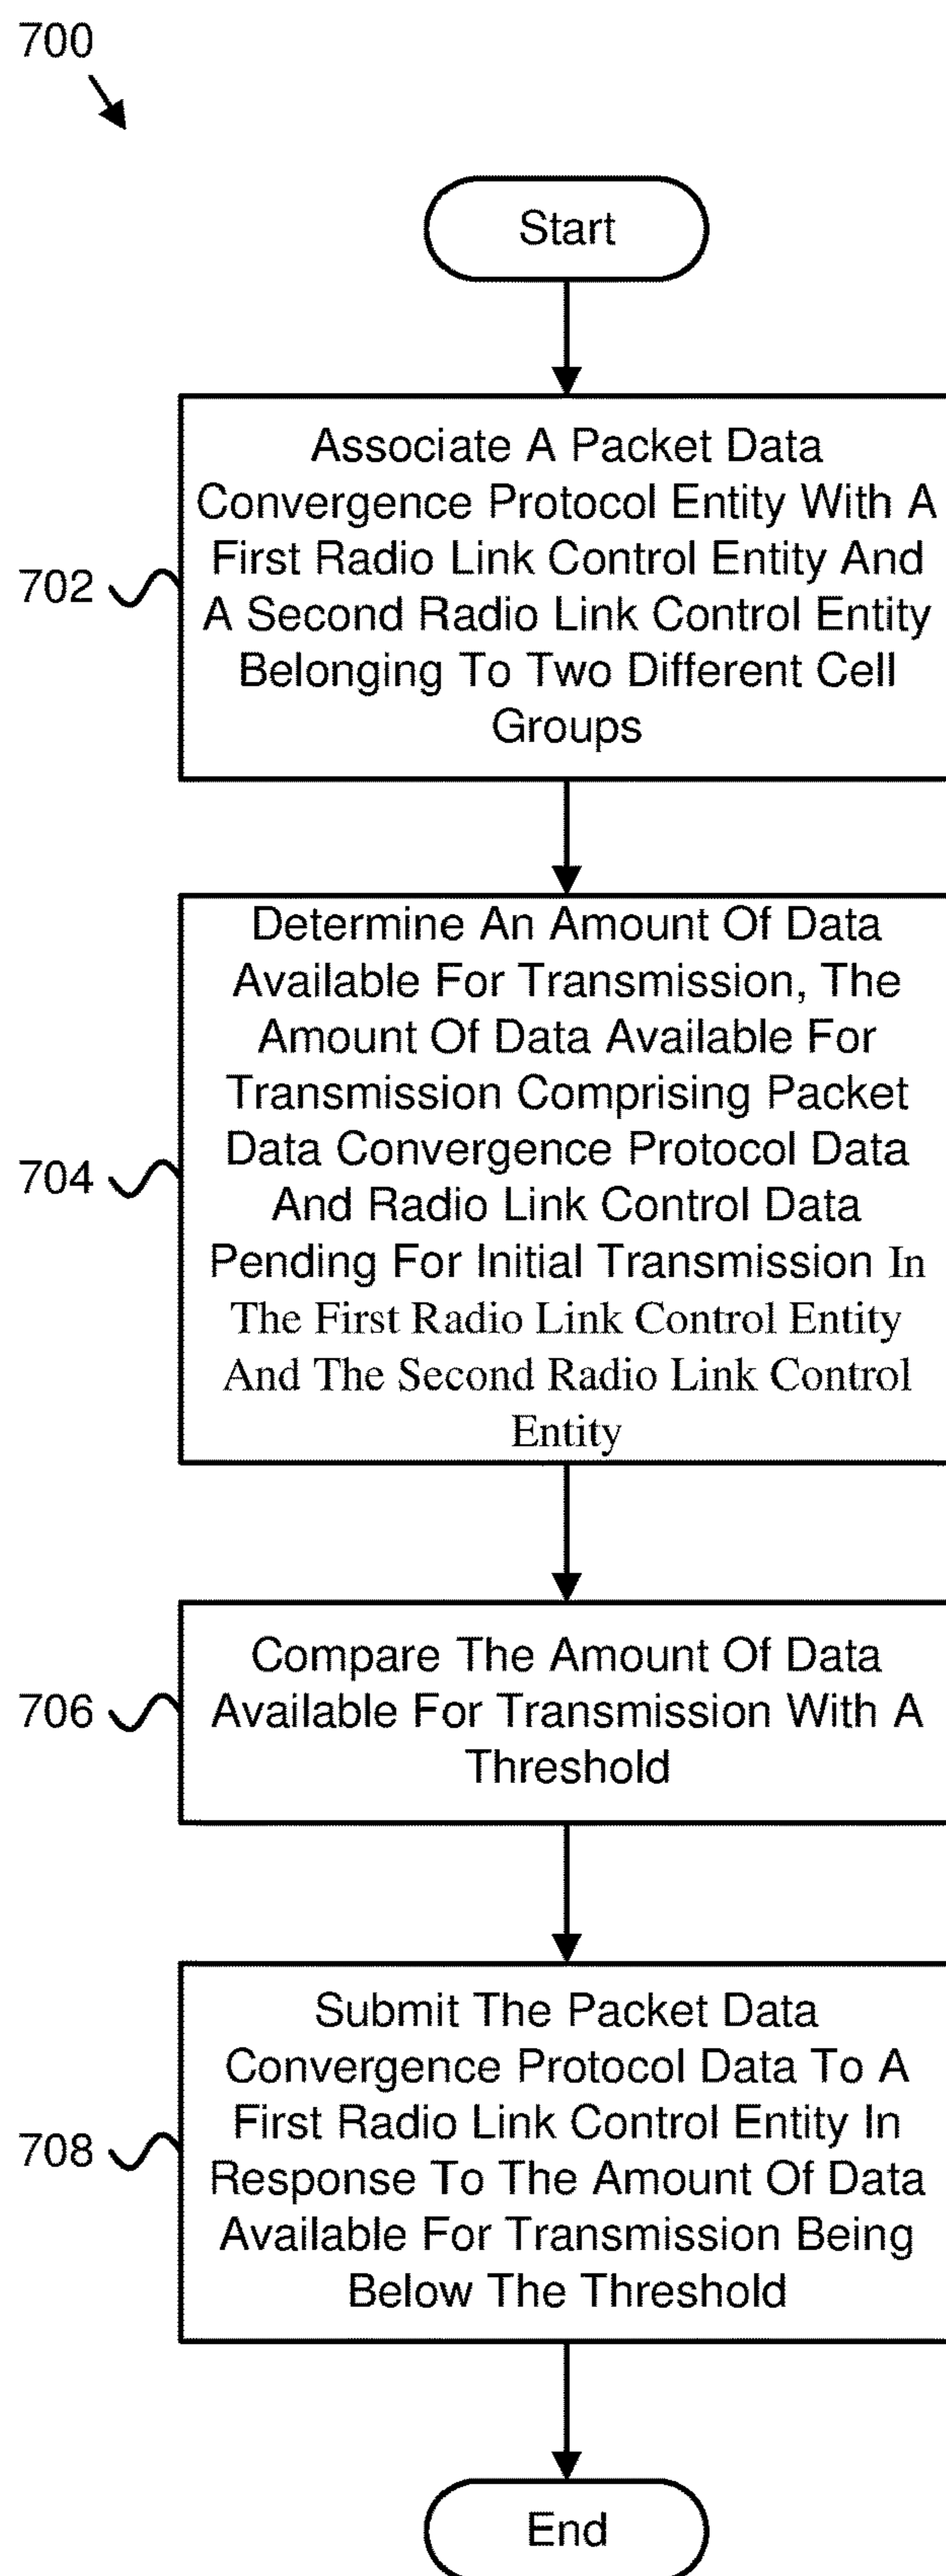 700
Start
Associate A Packet Data
Convergence Protocol Entity With A
First Radio Link Control Entity And
A Second Radio Link Control Entity
Belonging To Two Different Cell
Groups
702
Determine An Amount Of Data
Available For Transmission, The
Amount Of Data Available For
Transmission Comprising Packet
Data Convergence Protocol Data
And Radio Link Control Data
Pending For Initial Transmission In
The First Radio Link Control Entity
And The Second Radio Link Control
Entity
704
Compare The Amount Of Data
Available For Transmission With A
Threshold
706
Submit The Packet Data
Convergence Protocol Data To A
First Radio Link Control Entity In
Response To The Amount Of Data
Available For Transmission Being
Below The Threshold
708
End